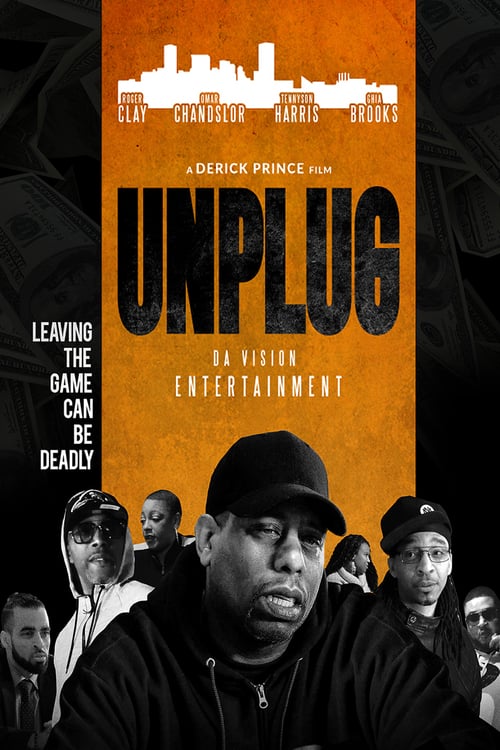 ROGER
CLAY
OMAR
CHANDSLOR
TENNYSON
HARRIS
GHIA
BROOKS
A DERICK PRINCE FILM
UNPLUG
DA VISION
ENTERTAINMENT
LEAVING
THE
GAME
CAN
BE
DEADLY